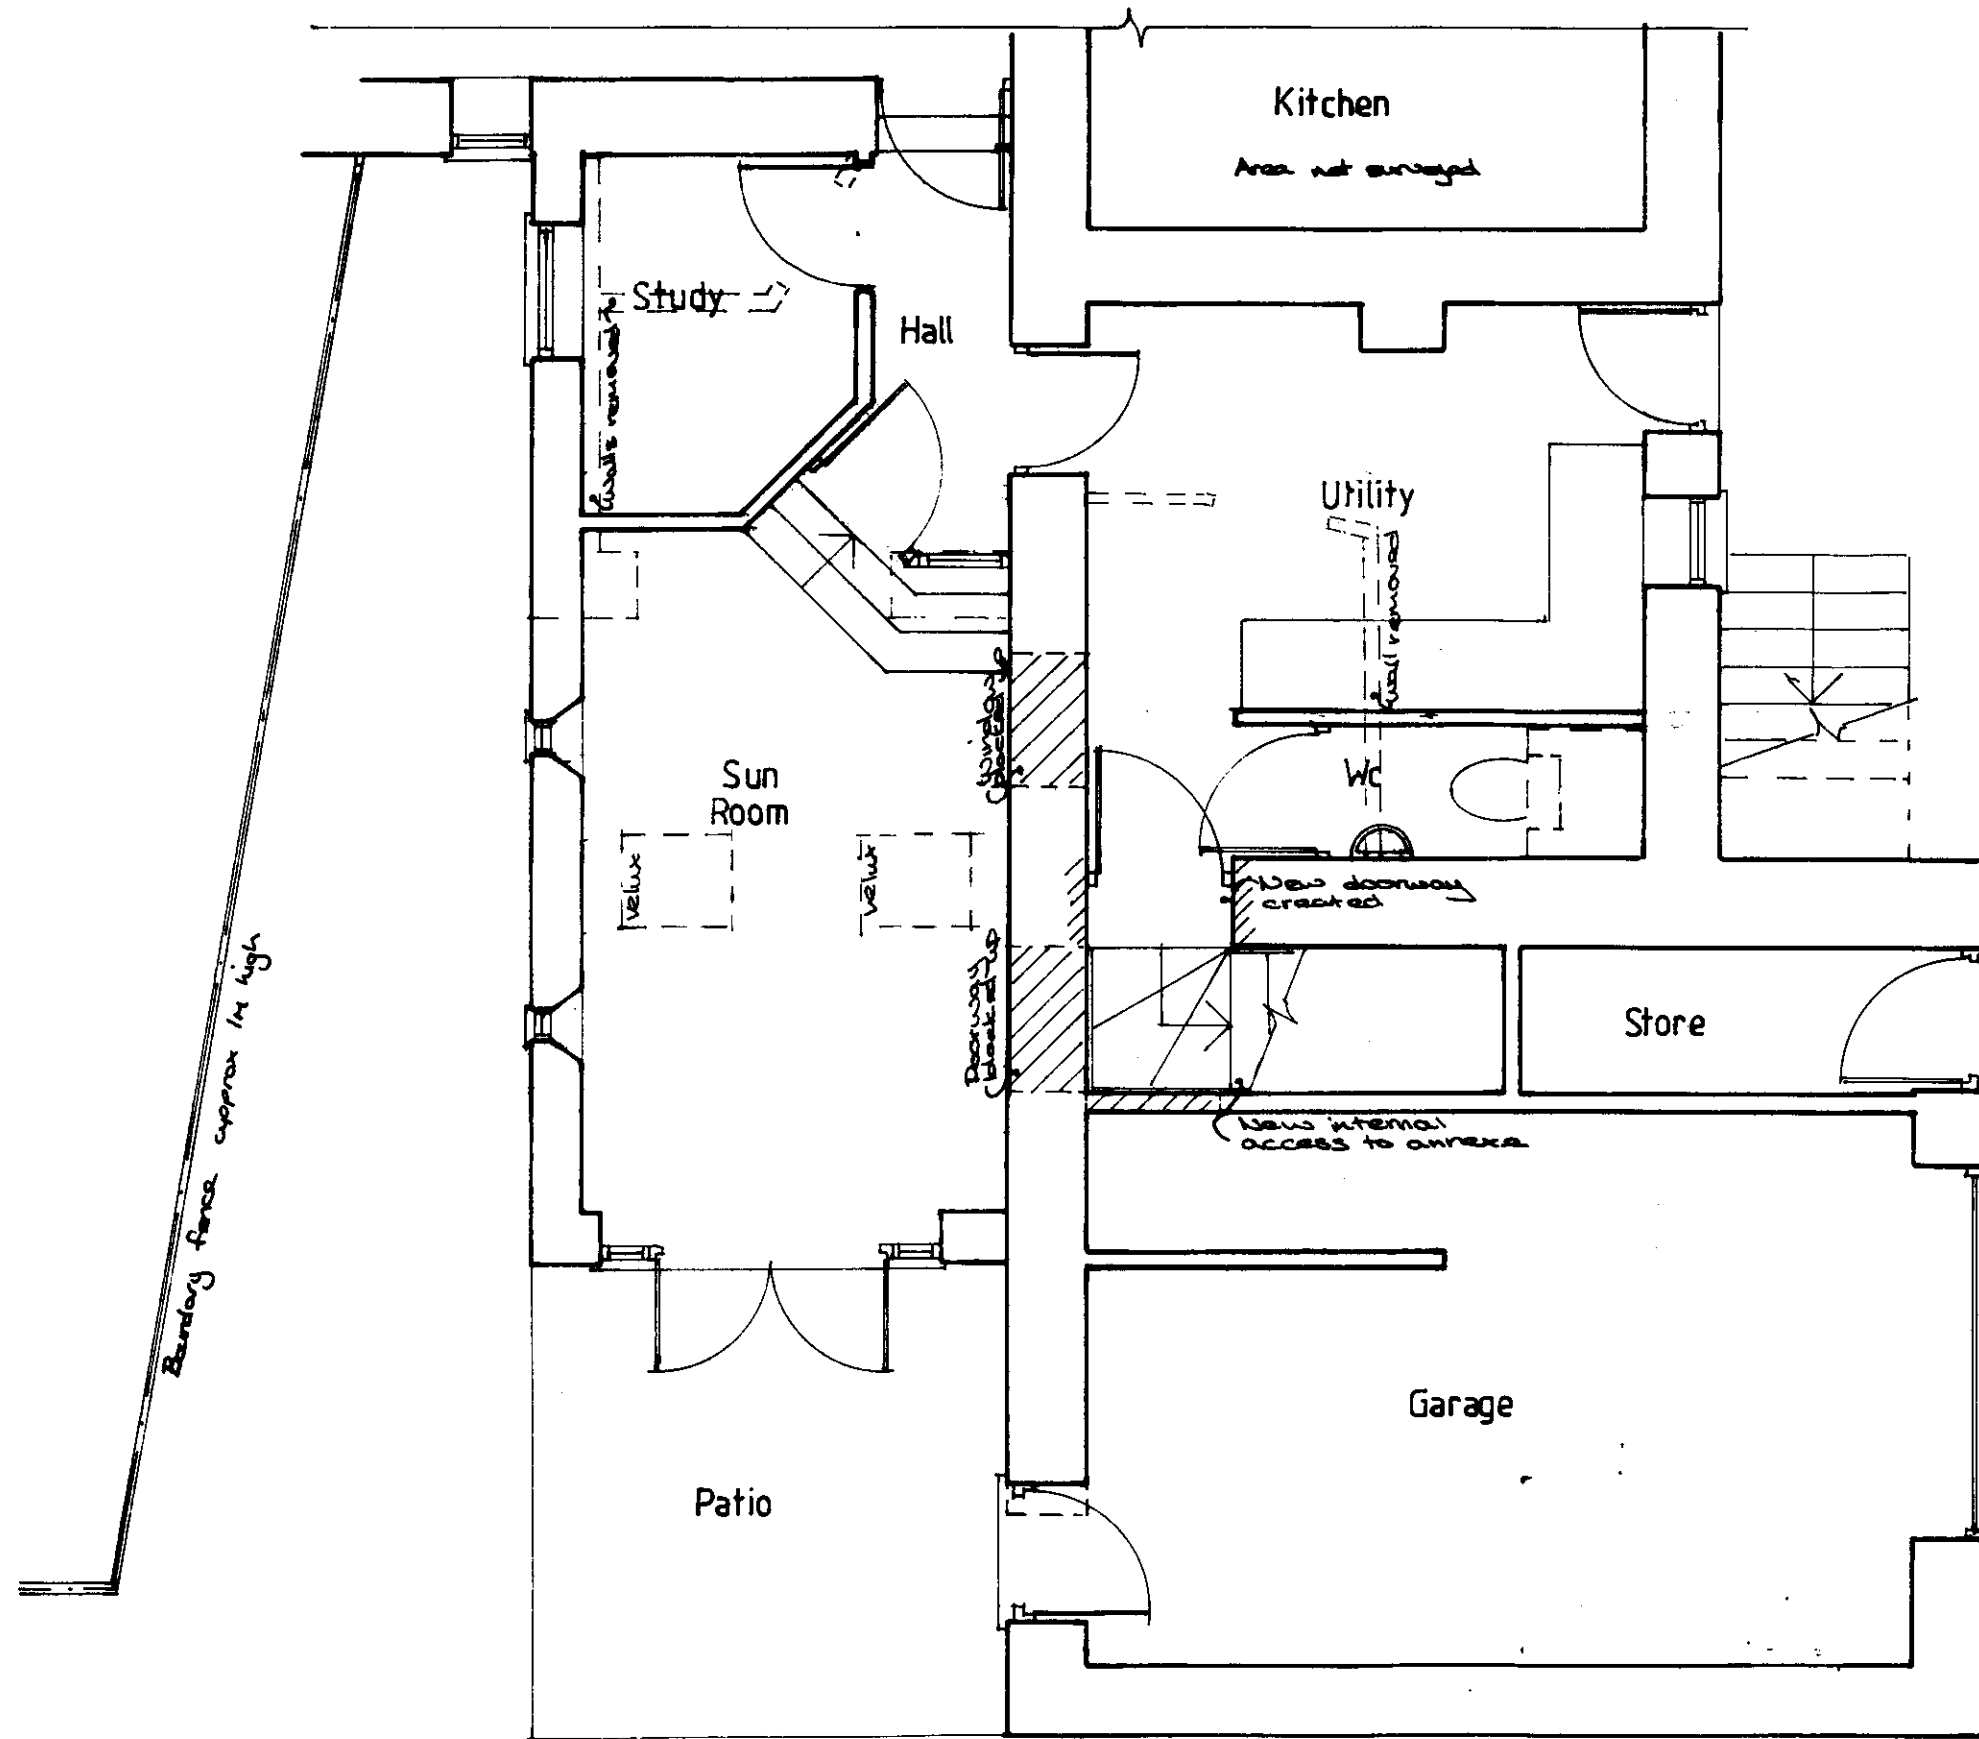 Kitchen
Area not surveyed
Study
Walls removed
Hall
Utility
Wall removed
Window
blocked up
Sun
Room
Wc
Velux
Velux
New doorway
created
Doorway
blocked up
Store
New internal
access to annexe
Boundary fence approx 1m high
Garage
Patio